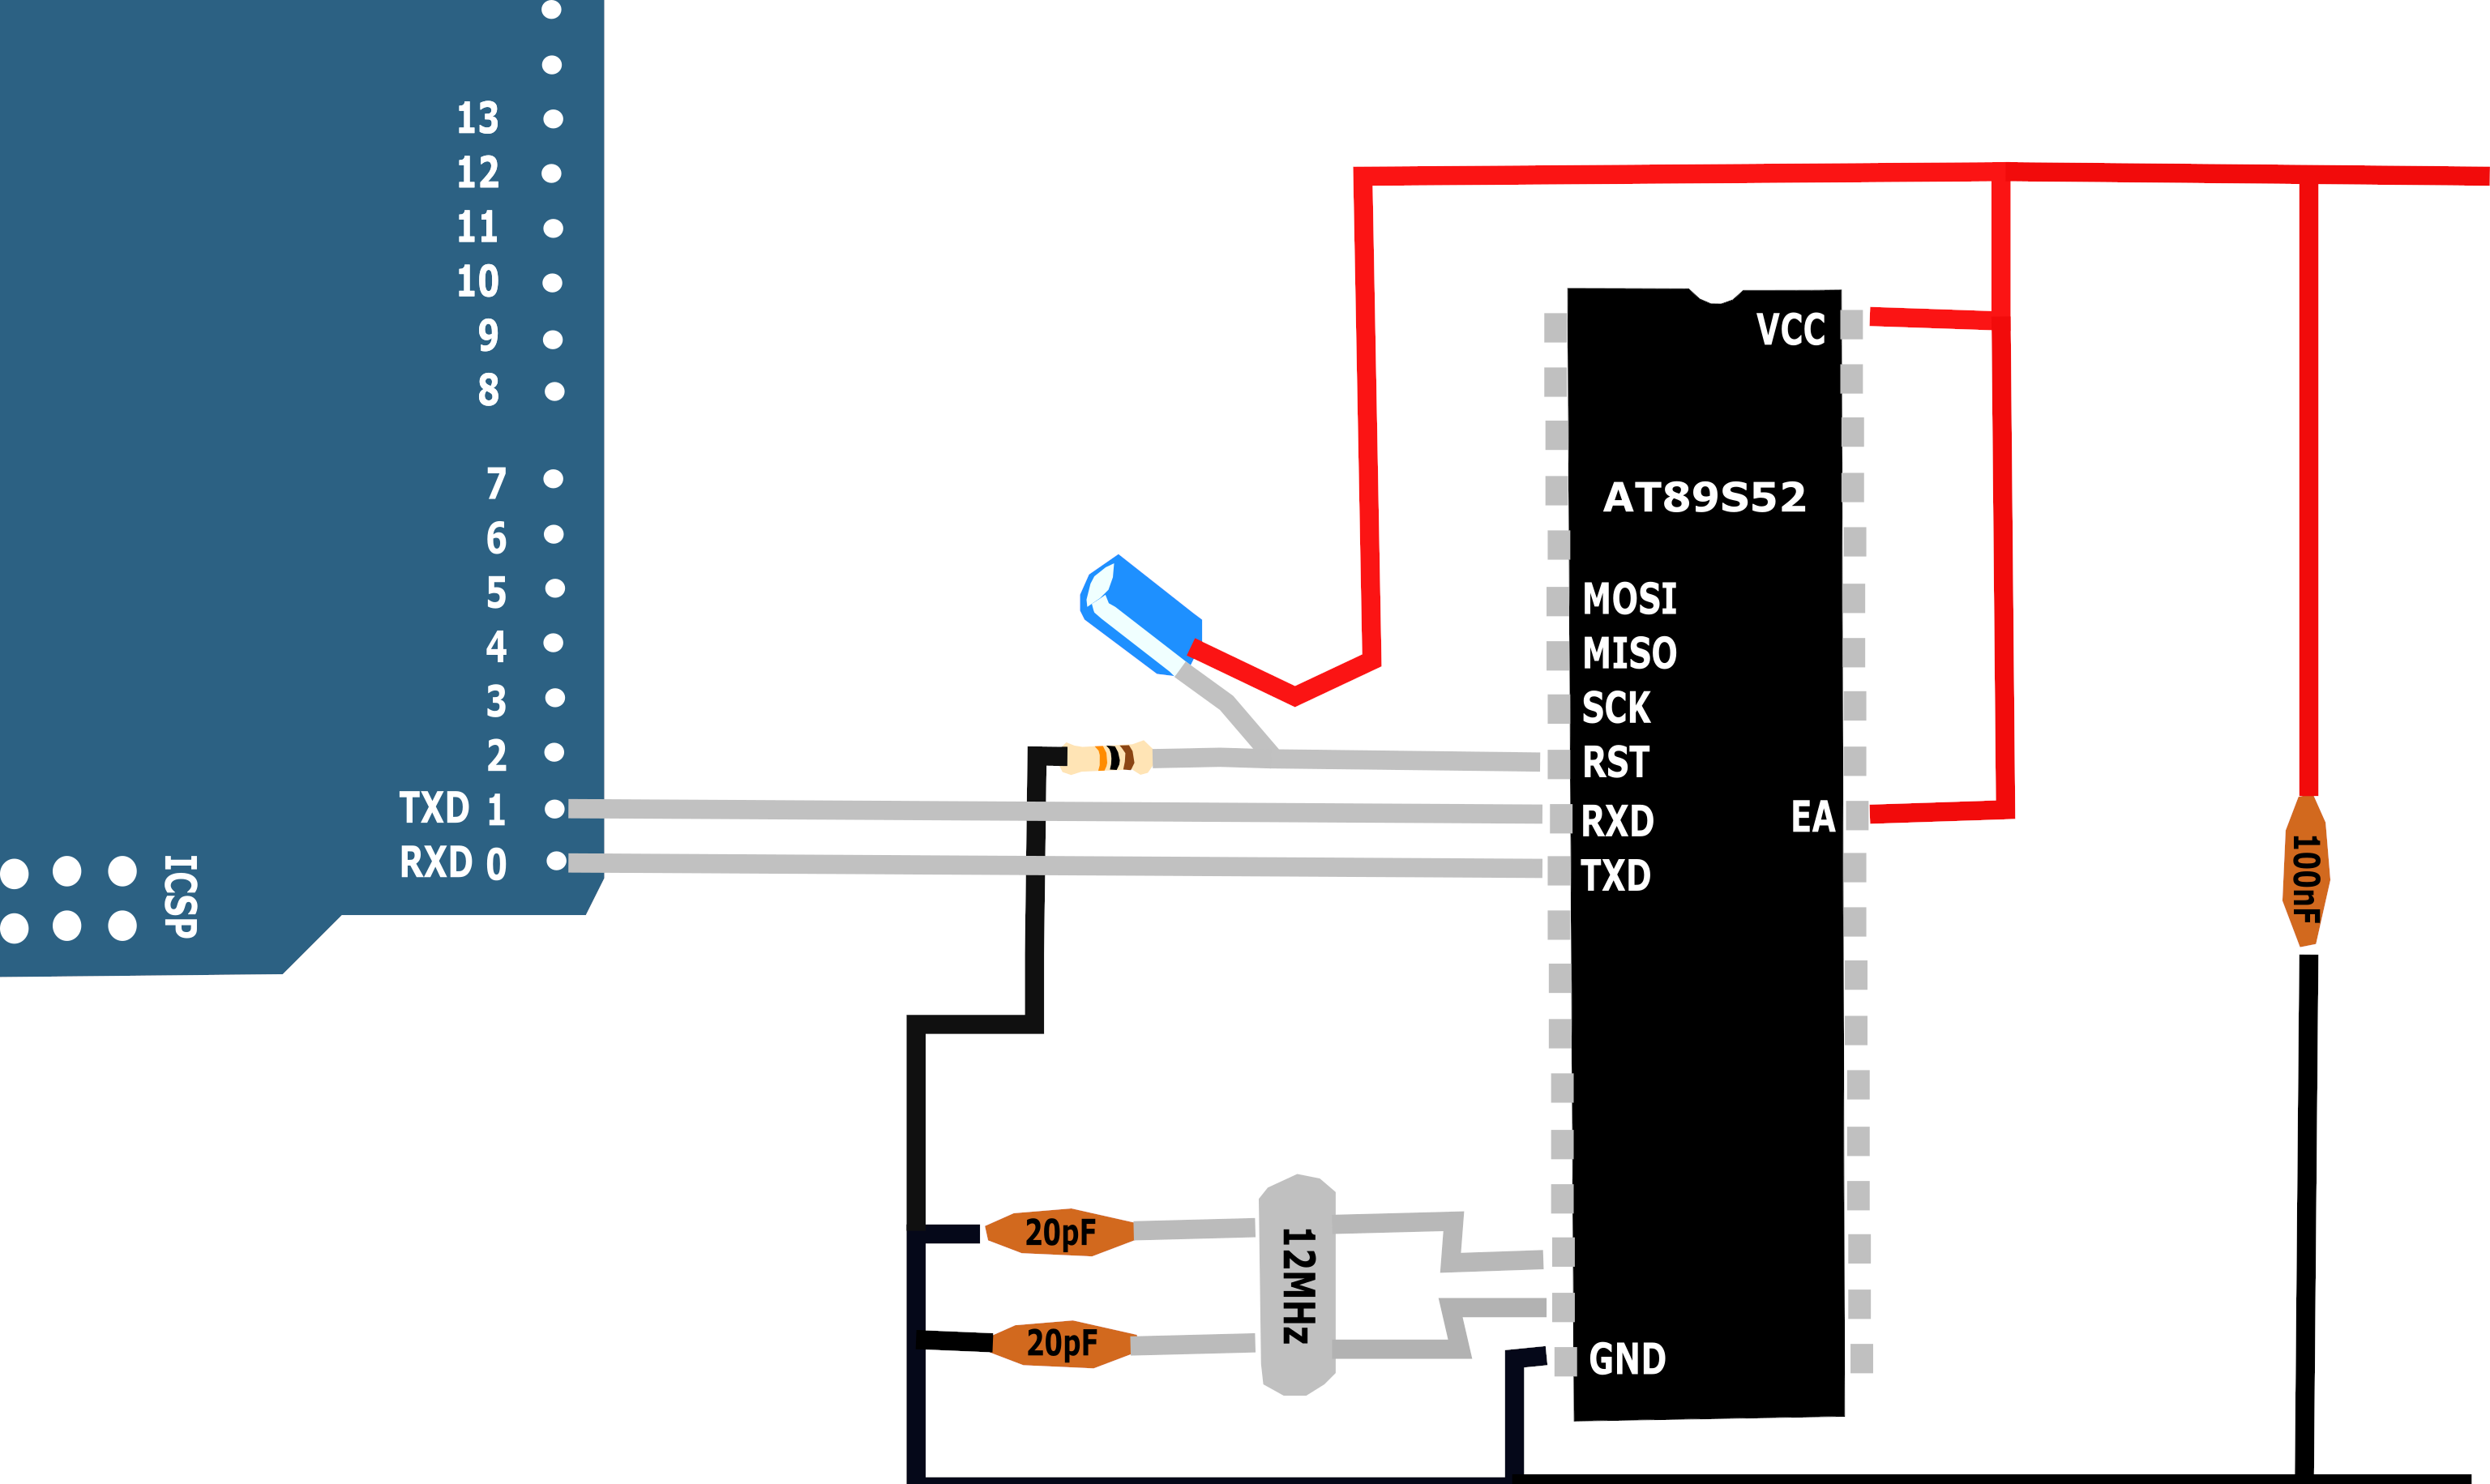 13
12
11
10
9
8
7
6
5
4
3
2
TXD 1
RXD 0
ICSP
VCC
AT89S52
MOSI
MISO
SCK
RST
RXD
EA
TXD
100nF
20pF
12MHz
20pF
GND